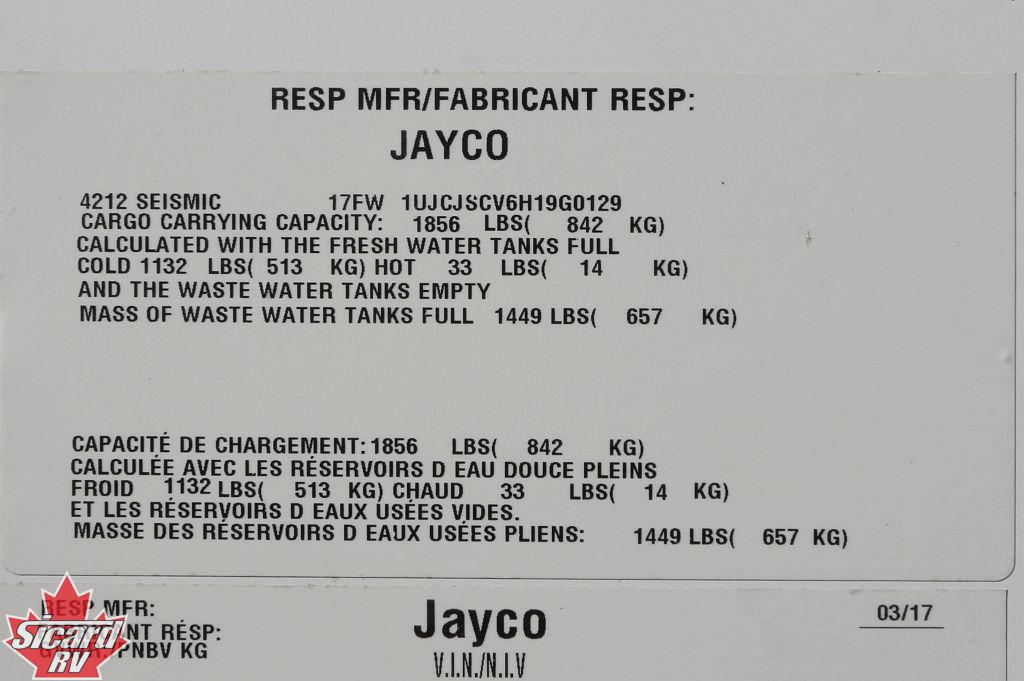 RESP MFR/FABRICANT RESP:
JAYCO
4212 SEISMIC 17FW 1UJCJSCV6H19G0129
CARGO CARRYING CAPACITY: 1856 LBS( 842 KG)
CALCULATED WITH THE FRESH WATER TANKS FULL
COLD 1132 LBS( 513 KG) HOT 33 LBS( 14 KG)
AND THE WASTE WATER TANKS EMPTY
MASS OF WASTE WATER TANKS FULL 1449 LBS( 657 KG)
CAPACITÉ DE CHARGEMENT: 1856 LBS( 842 KG)
CALCULÉE AVEC LES RÉSERVOIRS D EAU DOUCE PLEINS
FROID 1132 LBS( 513 KG) CHAUD 33 LBS( 14 KG)
ET LES RÉSERVOIRS D EAUX USÉES VIDES.
MASSE DES RÉSERVOIRS D EAUX USÉES PLIENS: 1449 LBS( 657 KG)
RESP MFR: Jayco 03/17
RESP:
PNBV KG
V.I.N./N.I.V
Sicard
RV